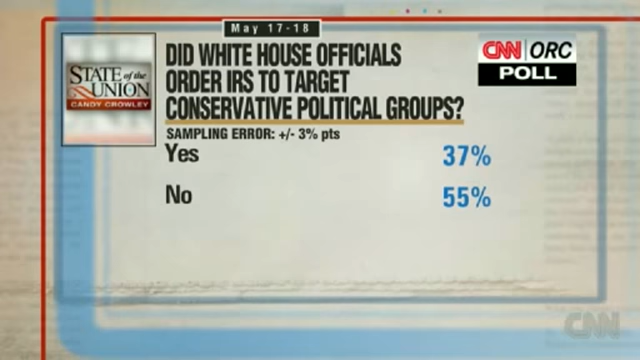 May 17-18
STATE of the
UNION
CANDY CROWLEY
DID WHITE HOUSE OFFICIALS
ORDER IRS TO TARGET
CONSERVATIVE POLITICAL GROUPS?
CNN ORC
POLL
SAMPLING ERROR: +/- 3% pts
Yes 37%
No 55%
CNN